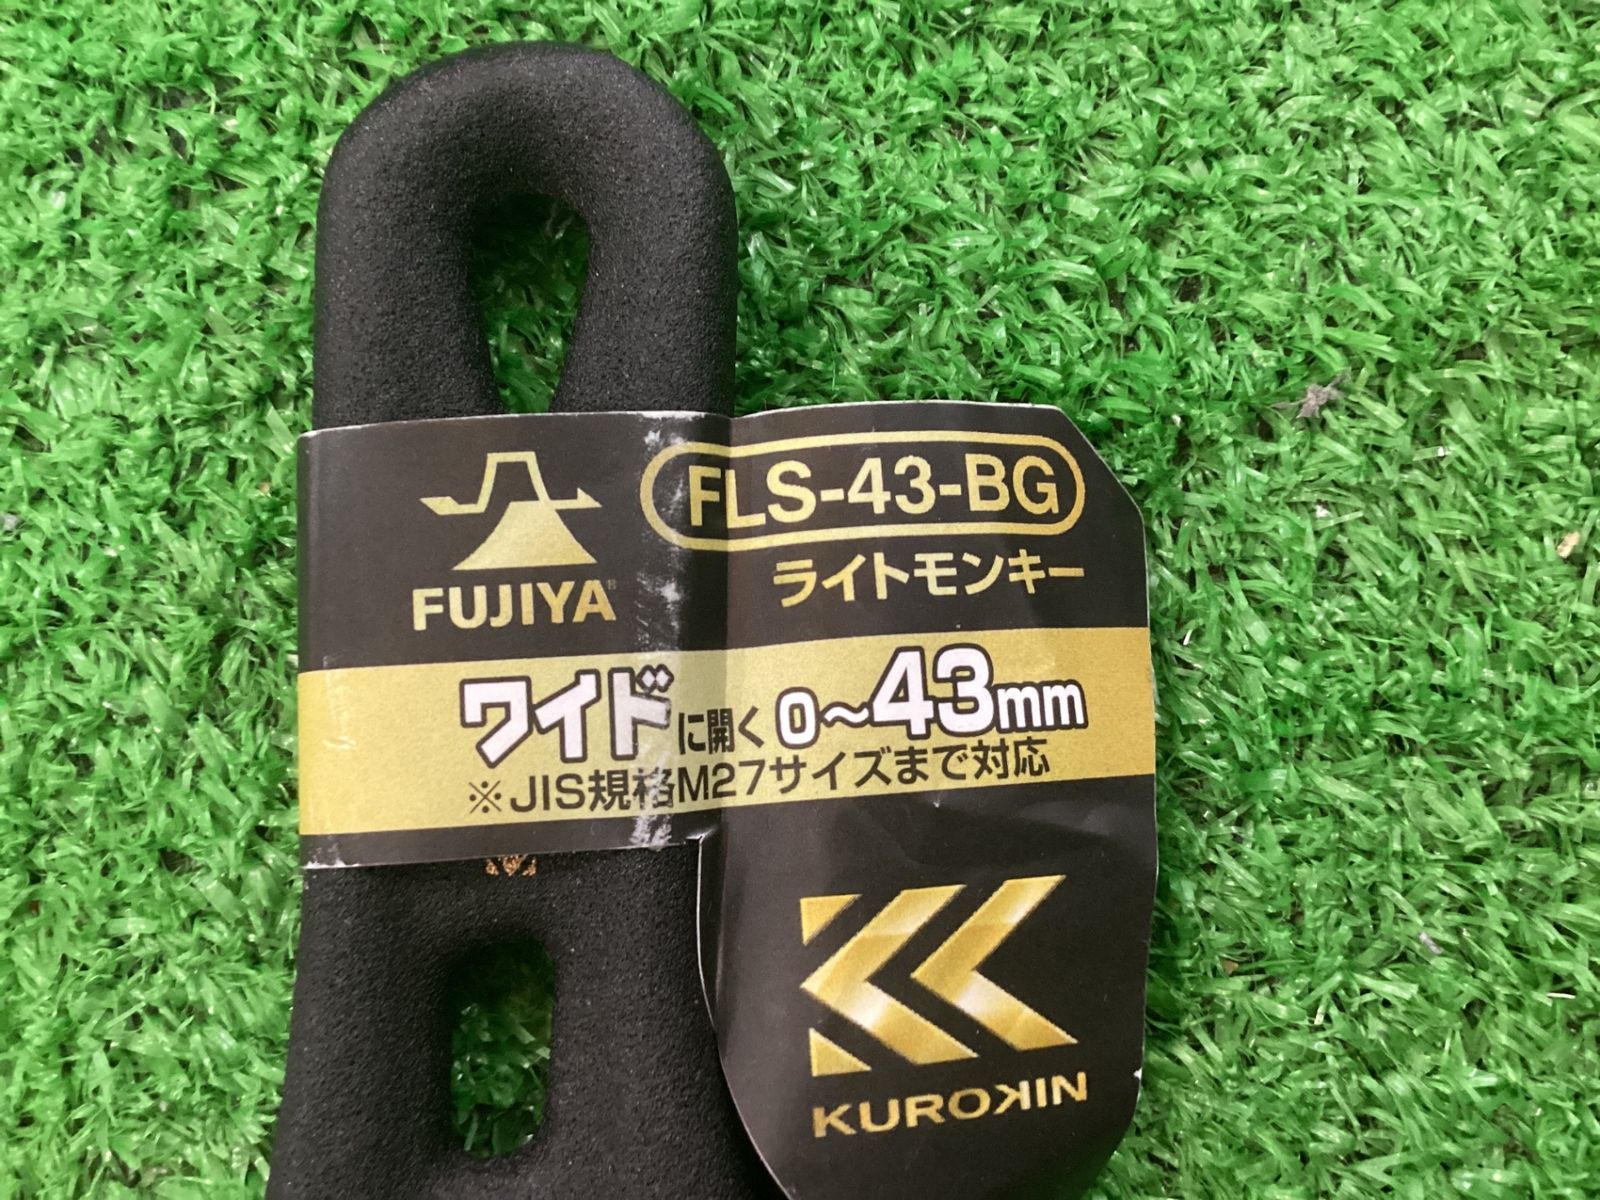 FUJIYA®
FLS-43-BG
ライトモンキー
ワイドに開く 0~43mm
※JIS規格M27サイズまで対応
KUROKIN